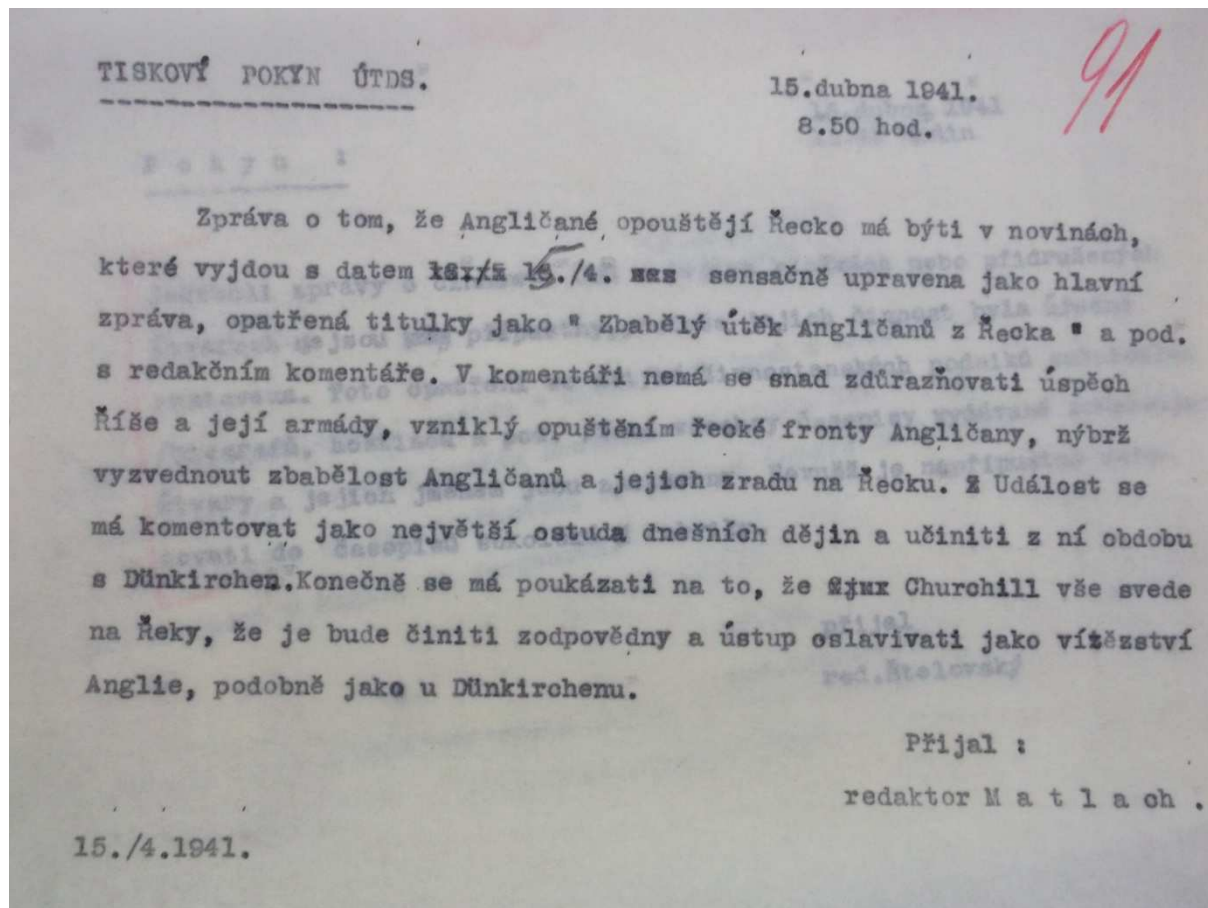 91
TISKOVÝ POKYN ÚTDS.
15.dubna 1941.
8.50 hod.
Pokyn :
Zpráva o tom, že Angličané opouštějí Řecko má býti v novinách,
které vyjdou s datem 15./4. sensačně upravena jako hlavní
zpráva, opatřená titulky jako " Zbabělý útěk Angličanů z Řecka " a pod.
s redakčním komentáře. V komentáři nemá se snad zdůrazňovati úspěch
Říše a její armády, vzniklý opuštěním řecké fronty Angličany, nýbrž
vyzvednout zbabělost Angličanů a jejich zradu na Řecku. Událost se
má komentovat jako největší ostuda dnešních dějin a učiniti z ní obdobu
s Dünkirchen.Konečně se má poukázati na to, že Churchill vše svede
na Řeky, že je bude činiti zodpovědny a ústup oslavivati jako vítězství
Anglie, podobně jako u Dünkirchenu.
přijal
red.Štelovský
Přijal :
redaktor M a t l a c h .
15./4.1941.